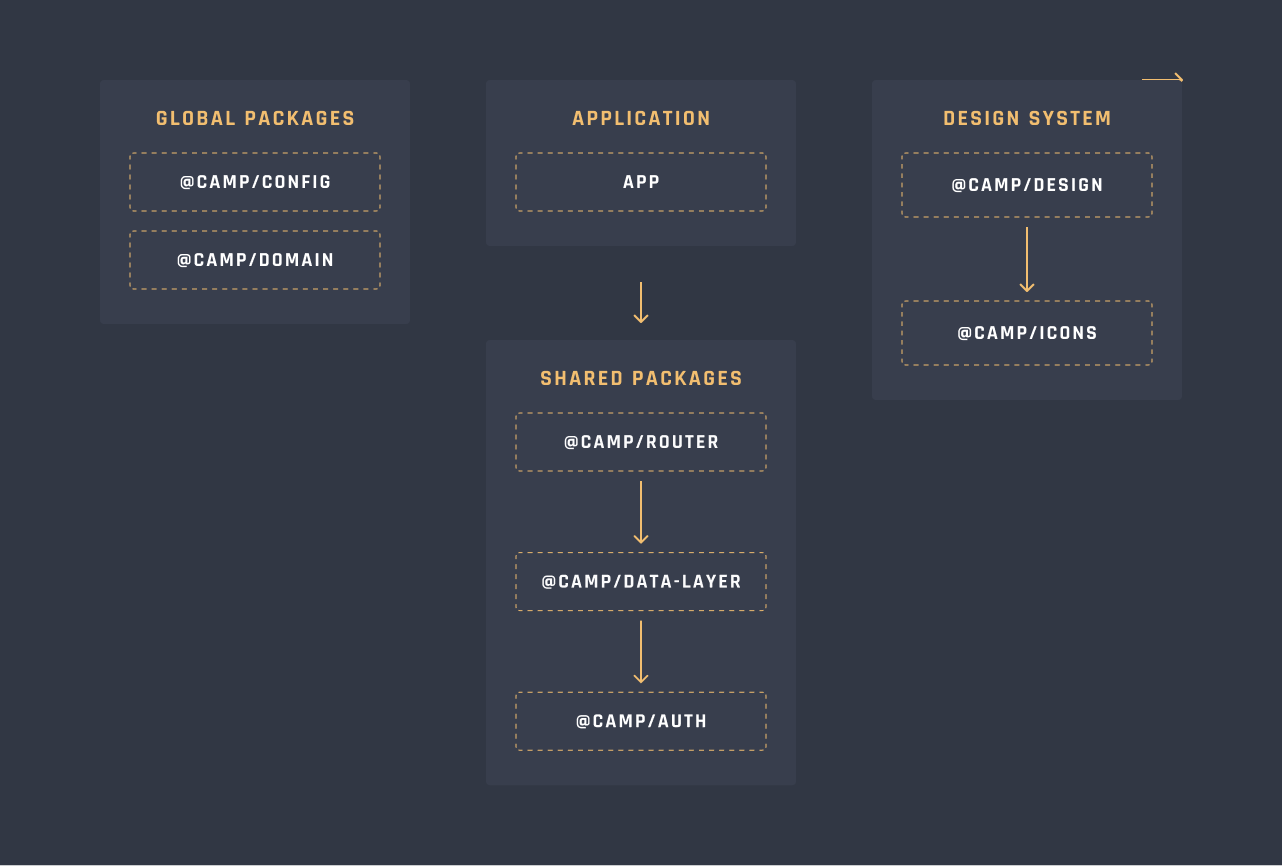 GLOBAL PACKAGES
@CAMP/CONFIG
@CAMP/DOMAIN
APPLICATION
APP
SHARED PACKAGES
@CAMP/ROUTER
@CAMP/DATA-LAYER
@CAMP/AUTH
DESIGN SYSTEM
@CAMP/DESIGN
@CAMP/ICONS